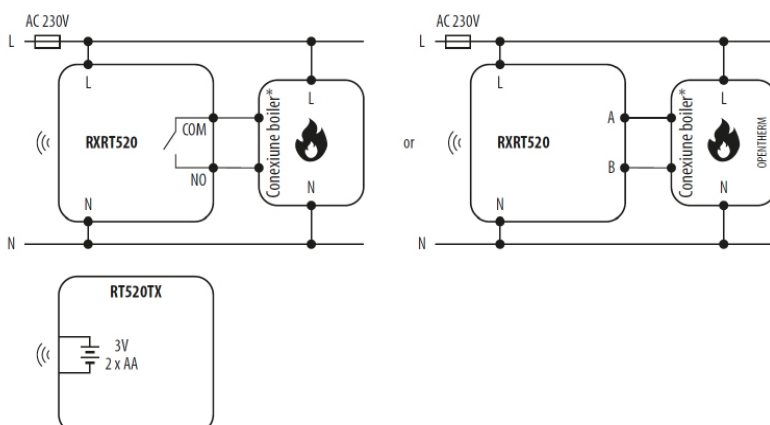 AC 230V
L
L
RXRT520
COM
NO
N
N
Conexiune boiler*
L
N
or
AC 230V
L
L
RXRT520
A
B
N
N
Conexiune boiler*
L
N
OPENTHERM
RT520TX
3V
2 x AA